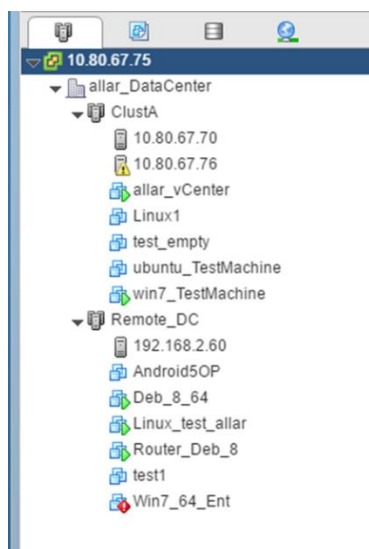 10.80.67.75
allar_DataCenter
ClustA
10.80.67.70
10.80.67.76
allar_vCenter
Linux1
test_empty
ubuntu_TestMachine
win7_TestMachine
Remote_DC
192.168.2.60
Android5OP
Deb_8_64
Linux_test_allar
Router_Deb_8
test1
Win7_64_Ent